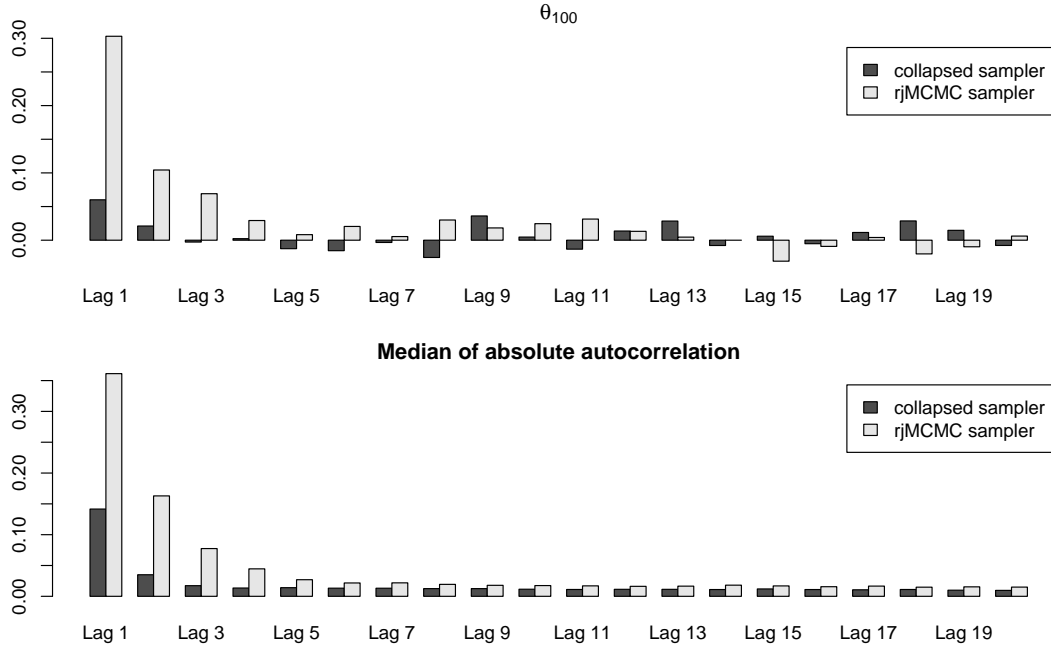 θ₁₀₀
0.30
0.20
0.10
0.00
collapsed sampler
rjMCMC sampler
Lag 1 Lag 3 Lag 5 Lag 7 Lag 9 Lag 11 Lag 13 Lag 15 Lag 17 Lag 19
Median of absolute autocorrelation
0.30
0.20
0.10
0.00
collapsed sampler
rjMCMC sampler
Lag 1 Lag 3 Lag 5 Lag 7 Lag 9 Lag 11 Lag 13 Lag 15 Lag 17 Lag 19